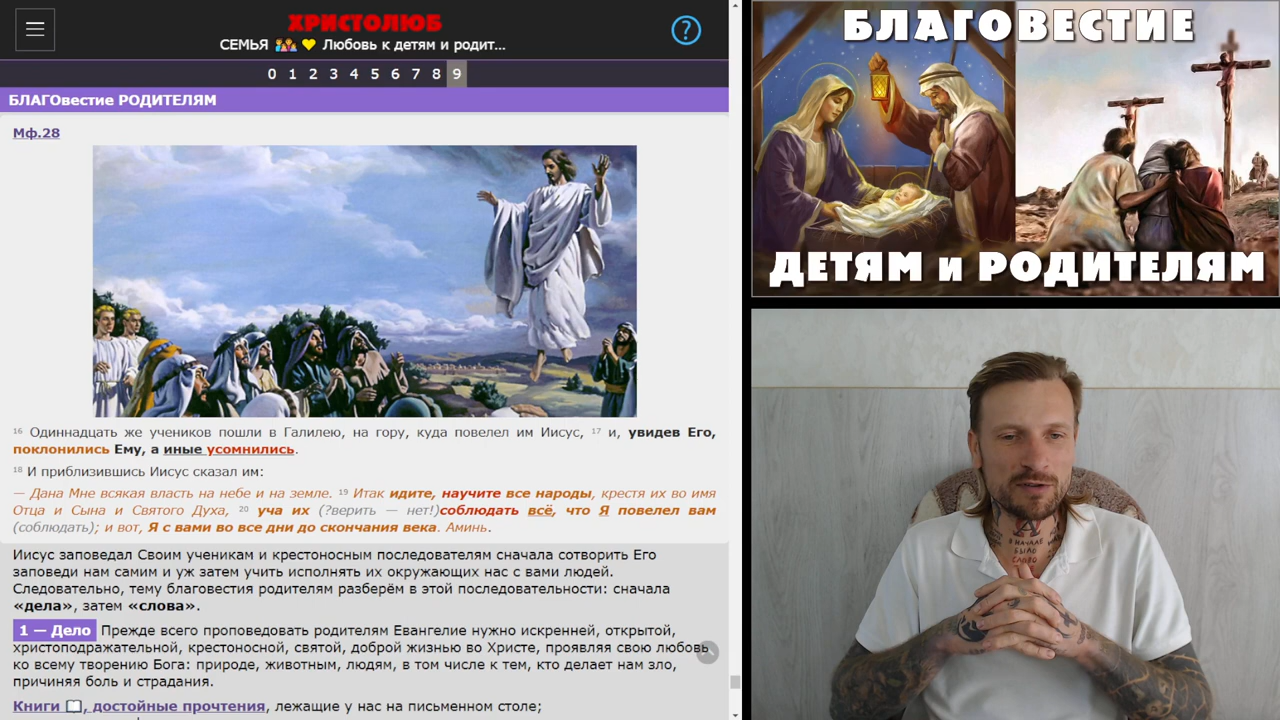 ХРИСТОЛЮБ
СЕМЬЯ 👨‍👩‍👧 💛 Любовь к детям и родит...
?
0 1 2 3 4 5 6 7 8 9
БЛАГОвестие РОДИТЕЛЯМ
Мф.28
16 Одиннадцать же учеников пошли в Галилею, на гору, куда повелел им Иисус, 17 и, увидев Его,
поклонились Ему, а иные усомнились.
18 И приблизившись Иисус сказал им:
— Дана Мне всякая власть на небе и на земле. 19 Итак идите, научите все народы, крестя их во имя
Отца и Сына и Святого Духа, 20 уча их (?верить — нет!)соблюдать всё, что Я повелел вам
(соблюдать); и вот, Я с вами во все дни до скончания века. Аминь.
Иисус заповедал Своим ученикам и крестоносным последователям сначала сотворить Его
заповеди нам самим и уж затем учить исполнять их окружающих нас с вами людей.
Следовательно, тему благовестия родителям разберём в этой последовательности: сначала
«дела», затем «слова».
1 — Дело Прежде всего проповедовать родителям Евангелие нужно искренней, открытой,
христоподражательной, крестоносной, святой, доброй жизнью во Христе, проявляя свою любовь
ко всему творению Бога: природе, животным, людям, в том числе к тем, кто делает нам зло,
причиняя боль и страдания.
Книги 📖, достойные прочтения, лежащие у нас на письменном столе;
БЛАГОВЕСТИЕ
ДЕТЯМ и РОДИТЕЛЯМ
В НАЧАЛЕ
БЫЛО
СЛОВО